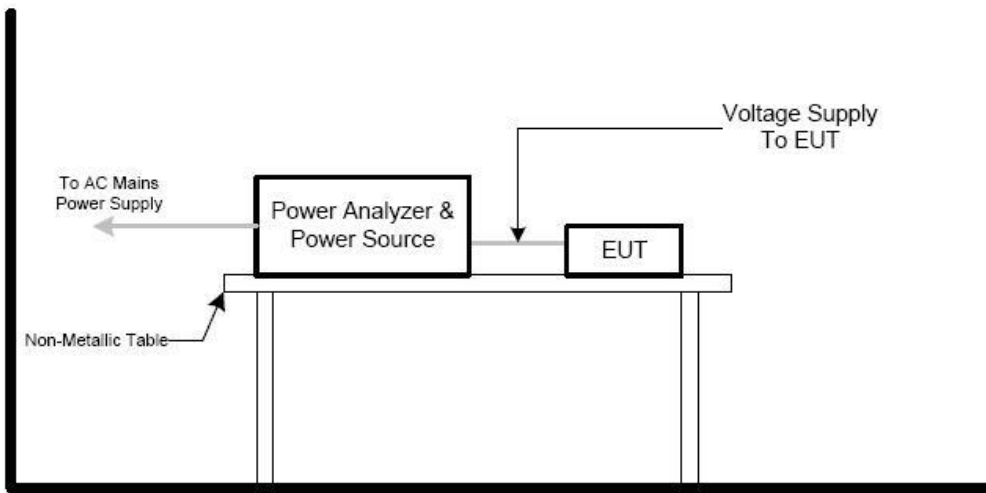 Voltage Supply
To EUT
To AC Mains
Power Supply
Power Analyzer &
Power Source
EUT
Non-Metallic Table